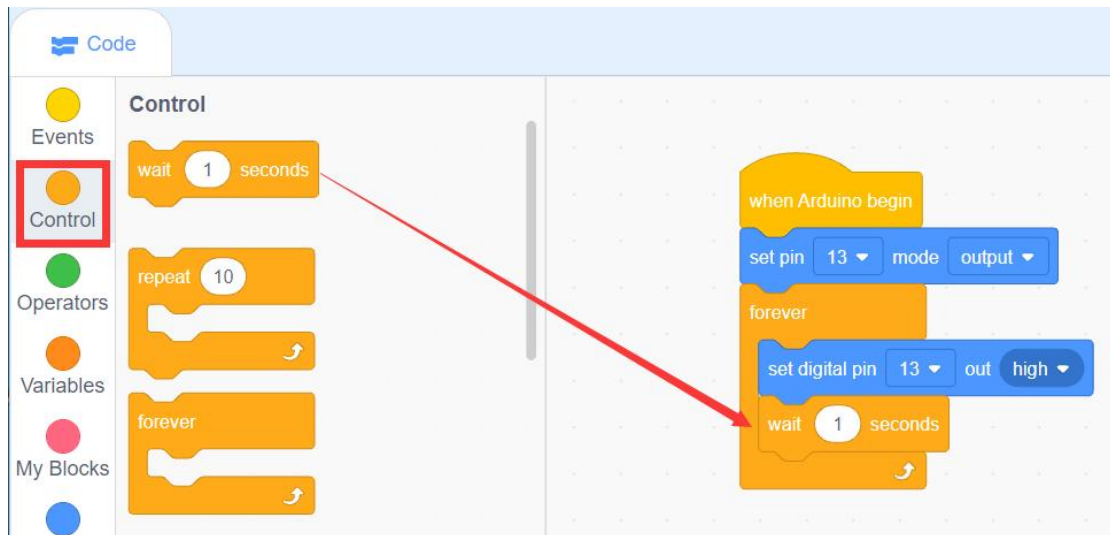 Code
Events
Control
Operators
Variables
My Blocks
Control
wait 1 seconds
repeat 10
forever
when Arduino begin
set pin 13 mode output
forever
set digital pin 13 out high
wait 1 seconds